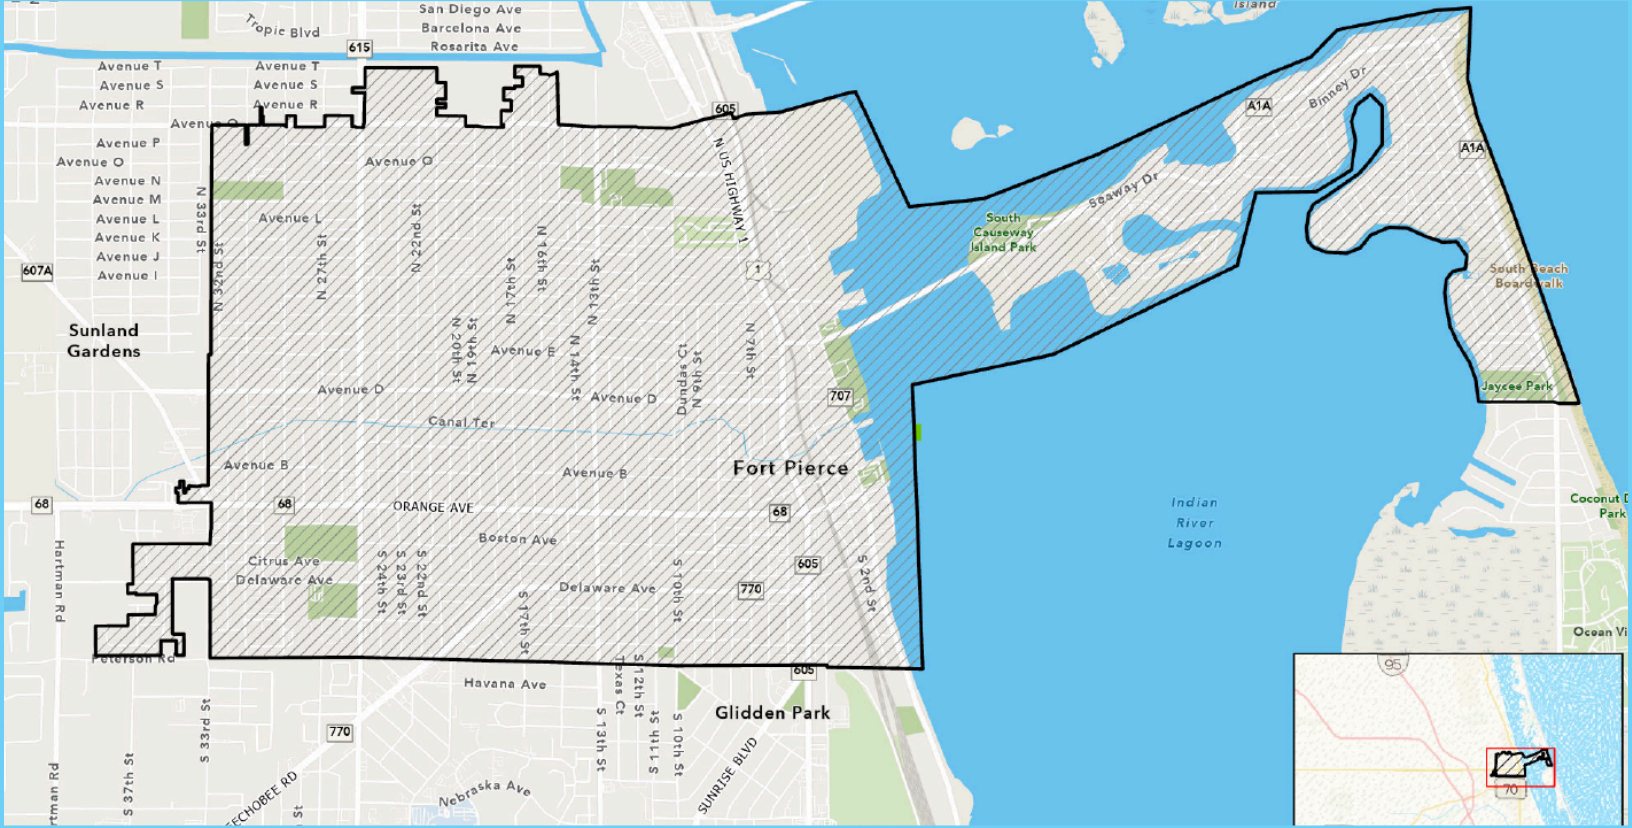 Island
San Diego Ave
Tropic Blvd
Barcelona Ave
615
Rosarita Ave
Avenue T
Avenue T
Avenue S
Avenue S
Avenue R
Avenue R
605
A1A
Binney Dr
Avenue
Avenue P
A1A
Avenue O
Avenue O
N US HIGHWAY 1
Avenue N
Avenue M
Seaway Dr
N 33rd St
Avenue L
Avenue L
South
Causeway
Island Park
N 22nd St
Avenue K
Avenue J
N 16th St
607A
Avenue I
N 32nd St
N 27th St
N 17th St
N 13th St
1
South Beach
Boardwalk
Sunland
Gardens
N 20th St
N 19th St
Avenue E
N 14th St
Dundas Ct
N 9th St
N 7th St
Avenue D
Avenue D
707
Jaycee Park
Canal Ter
Avenue B
Avenue B
Fort Pierce
68
68
ORANGE AVE
68
Indian
River
Lagoon
Coconut D
Park
Boston Ave
Hartman Rd
Citrus Ave
Delaware Ave
S 24th St
S 23rd St
S 22nd St
S 17th St
Delaware Ave
S 10th St
770
605
S 2nd St
Ocean Vi
Peterson Rd
605
95
Havana Ave
Texas Ct
S 12th St
S 13th St
S 11th St
S 10th St
Glidden Park
S 33rd St
770
S 37th St
rtman Rd
EECHOBEE RD
St
Nebraska Ave
SUNRISE BLVD
70